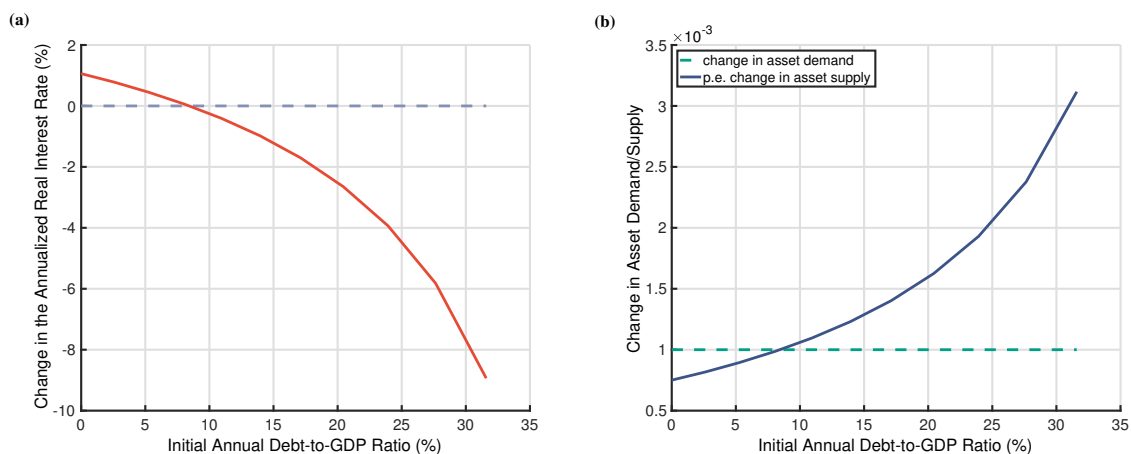 (a)
Change in the Annualized Real Interest Rate (%)
2
0
-2
-4
-6
-8
-10
0 5 10 15 20 25 30 35
Initial Annual Debt-to-GDP Ratio (%)
(b)
×10⁻³
Change in Asset Demand/Supply
3.5
3
2.5
2
1.5
1
0.5
change in asset demand
p.e. change in asset supply
0 5 10 15 20 25 30 35
Initial Annual Debt-to-GDP Ratio (%)